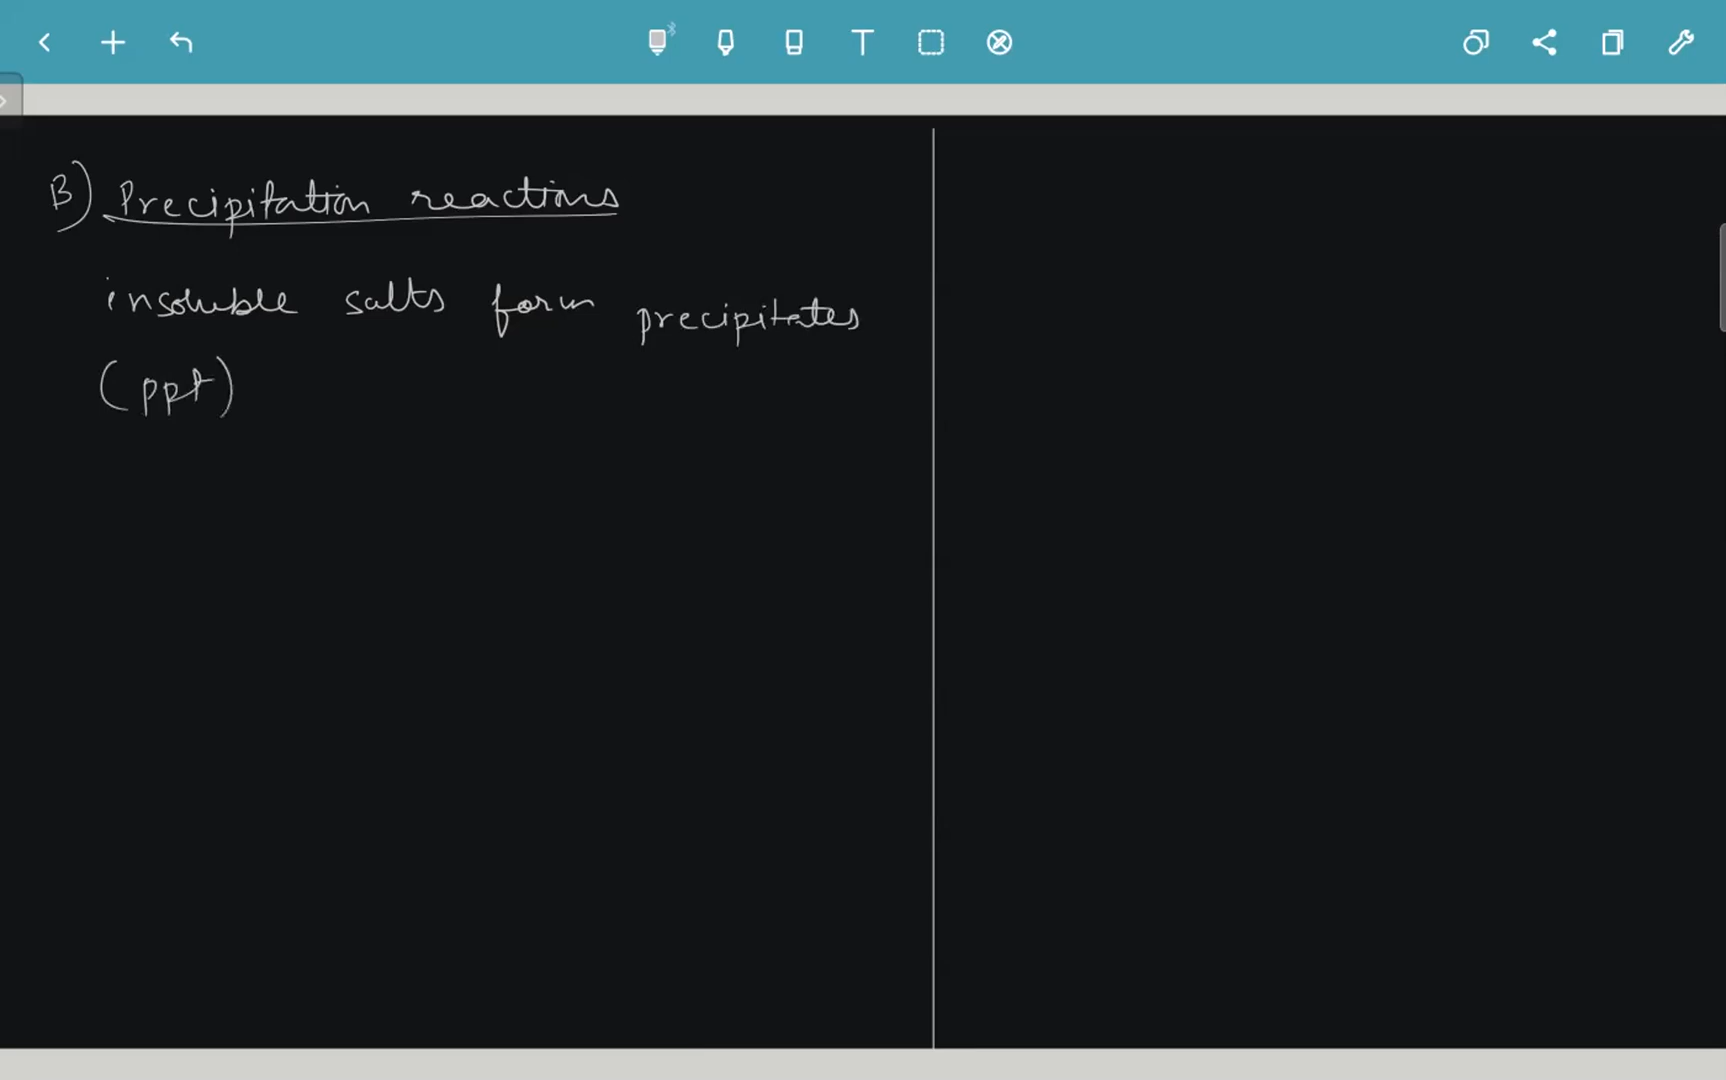 B) Precipitation reactions
insoluble salts form precipitates
(ppt)